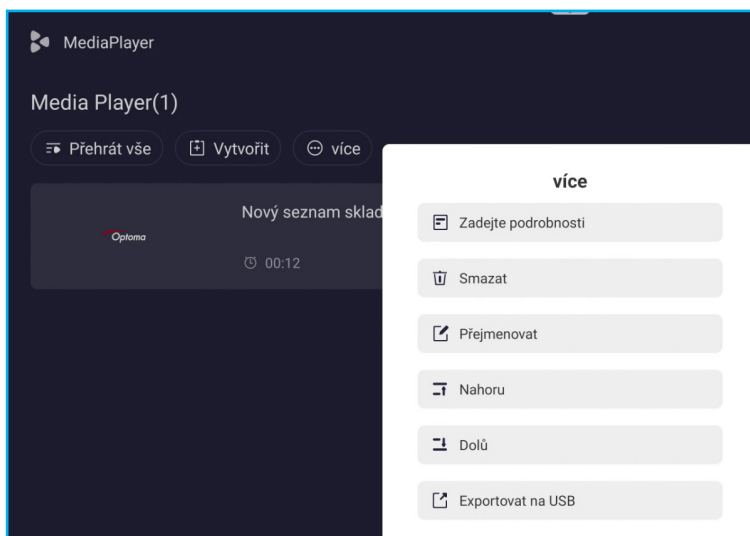 MediaPlayer
Media Player(1)
Přehrát vše
Vytvořit
více
Nový seznam sklad
Optoma
00:12
více
Zadejte podrobnosti
Smazat
Přejmenovat
Nahoru
Dolů
Exportovat na USB